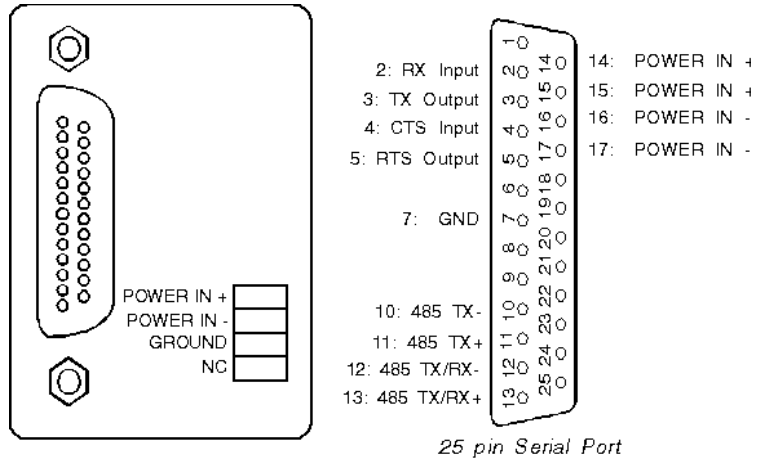 POWER IN +
POWER IN -
GROUND
NC
2: RX Input
3: TX Output
4: CTS Input
5: RTS Output
7: GND
10: 485 TX-
11: 485 TX+
12: 485 TX/RX-
13: 485 TX/RX+
1
2
3
4
5
6
7
8
9
10
11
12
13
14
15
16
17
18
19
20
21
22
23
24
25
14: POWER IN +
15: POWER IN +
16: POWER IN -
17: POWER IN -
25 pin Serial Port